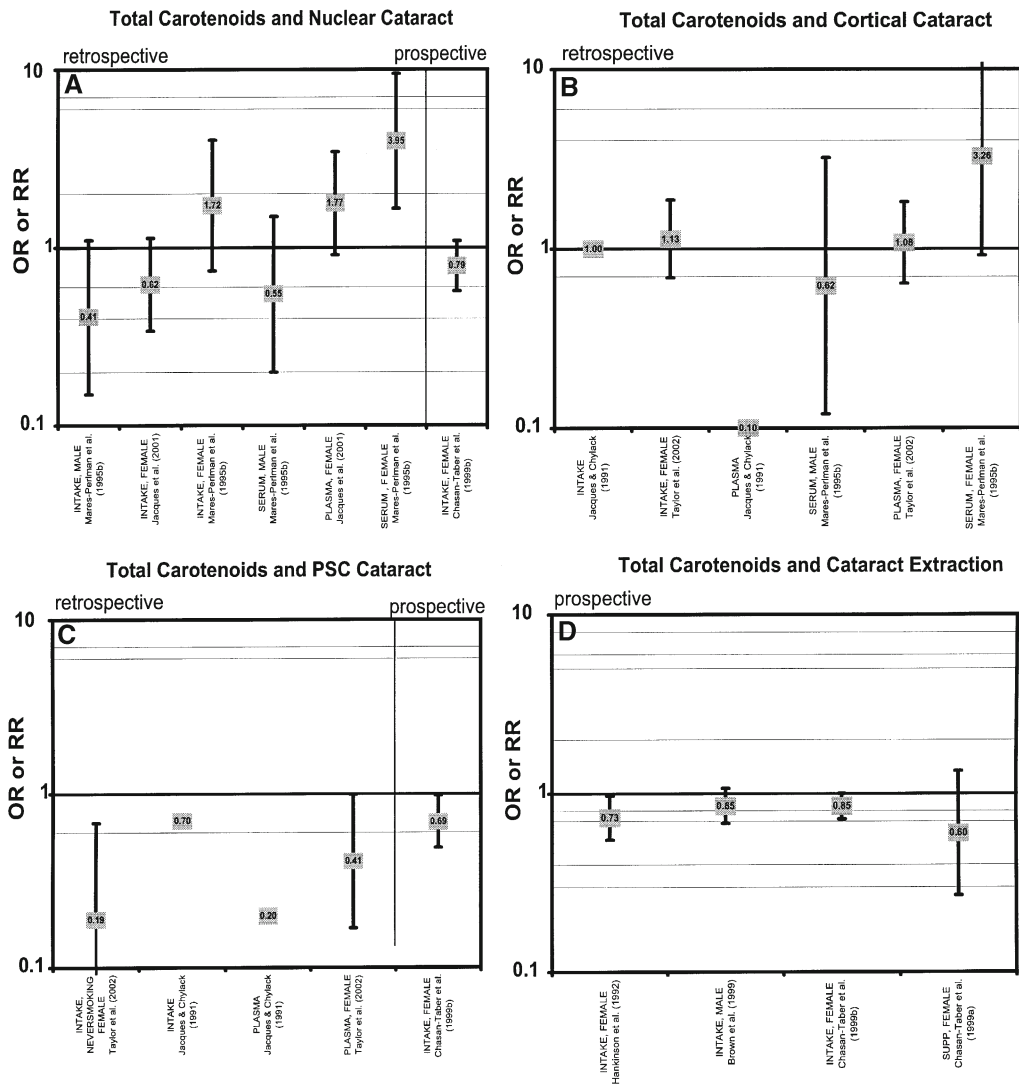 Total Carotenoids and Nuclear Cataract
retrospective
prospective
A
OR or RR
10
1
0.1
0.41
0.62
1.72
0.55
1.77
3.95
0.79
INTAKE, MALE
Mares-Perlman et al.
(1995b)
INTAKE, FEMALE
Jacques et al. (2001)
INTAKE, FEMALE
Mares-Perlman et al.
(1995b)
SERUM, MALE
Mares-Perlman et al.
(1995b)
PLASMA, FEMALE
Jacques et al. (2001)
SERUM , FEMALE
Mares-Perlman et al.
(1995b)
INTAKE, FEMALE
Chasan-Taber et al.
(1999b)
Total Carotenoids and Cortical Cataract
retrospective
B
OR or RR
10
1
0.1
1.00
1.13
0.10
0.62
1.08
3.26
INTAKE
Jacques & Chylack
(1991)
INTAKE, FEMALE
Taylor et al. (2002)
PLASMA
Jacques & Chylack
(1991)
SERUM, MALE
Mares-Perlman et al.
(1995b)
PLASMA, FEMALE
Taylor et al. (2002)
SERUM, FEMALE
Mares-Perlman et al.
(1995b)
Total Carotenoids and PSC Cataract
retrospective
prospective
C
OR or RR
10
1
0.1
0.19
0.70
0.20
0.41
0.69
INTAKE,
NEVERSMOKING
FEMALE
Taylor et al. (2002)
INTAKE
Jacques & Chylack
(1991)
PLASMA
Jacques & Chylack
(1991)
PLASMA, FEMALE
Taylor et al. (2002)
INTAKE, FEMALE
Chasan-Taber et al.
(1999b)
Total Carotenoids and Cataract Extraction
prospective
D
OR or RR
10
1
0.1
0.73
0.85
0.85
0.60
INTAKE, FEMALE
Hankinson et al. (1992)
INTAKE, MALE
Brown et al. (1999)
INTAKE, FEMALE
Chasan-Taber et al.
(1999b)
SUPP, FEMALE
Chasan-Taber et al.
(1999a)